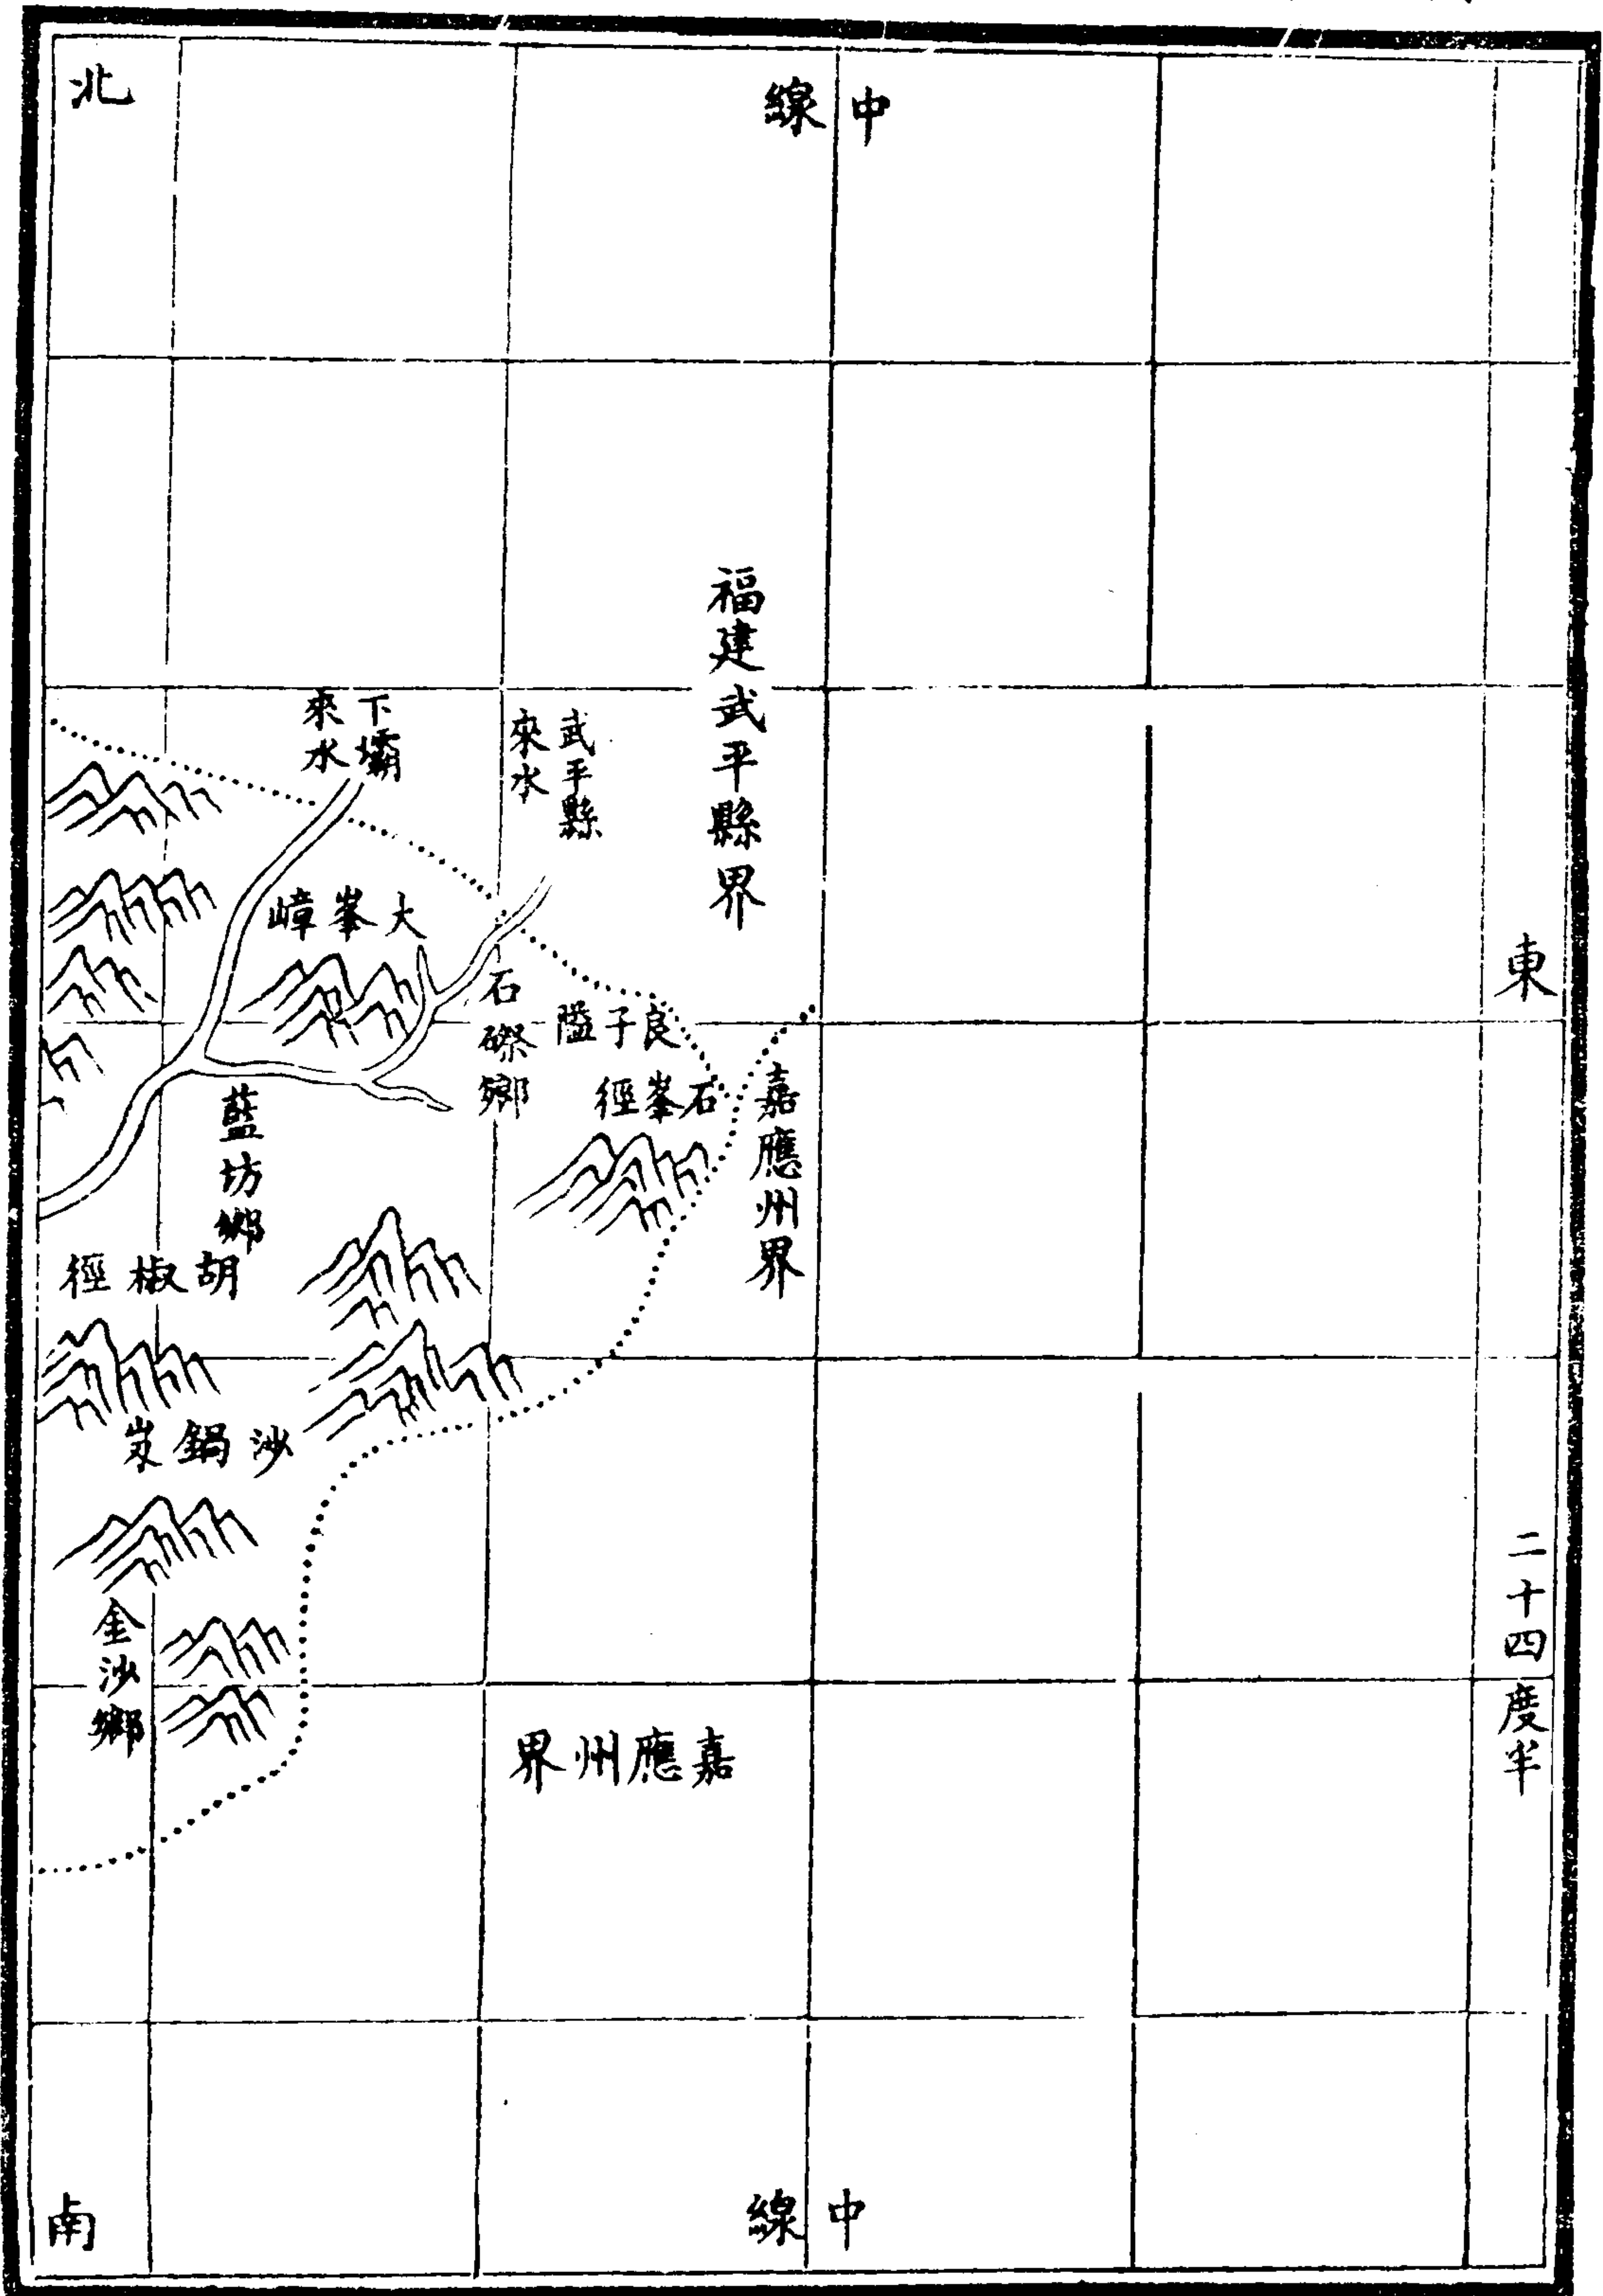 北
中線
福建武平縣界
下壩
來水
武平縣
來水
大峯嶂
石磜鄉
良子隘
石峯徑
嘉應州界
藍坊鄉
胡椒徑
沙鍋岽
金沙鄉
嘉應州界
東
二十四度半
南
中線